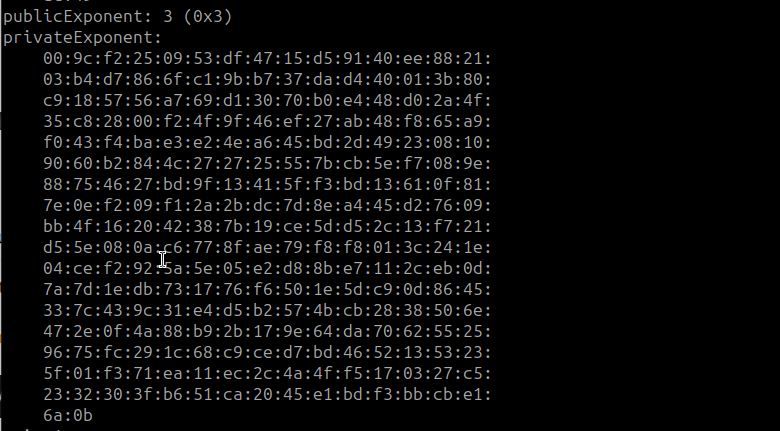 publicExponent: 3 (0x3)
privateExponent:
00:9c:f2:25:09:53:df:47:15:d5:91:40:ee:88:21:
03:b4:d7:86:6f:c1:9b:b7:37:da:d4:40:01:3b:80:
c9:18:57:56:a7:69:d1:30:70:b0:e4:48:d0:2a:4f:
35:c8:28:00:f2:4f:9f:46:ef:27:ab:48:f8:65:a9:
f0:43:f4:ba:e3:e2:4e:a6:45:bd:2d:49:23:08:10:
90:60:b2:84:4c:27:27:25:55:7b:cb:5e:f7:08:9e:
88:75:46:27:bd:9f:13:41:5f:f3:bd:13:61:0f:81:
7e:0e:f2:09:f1:2a:2b:dc:7d:8e:a4:45:d2:76:09:
bb:4f:16:20:42:38:7b:19:ce:5d:d5:2c:13:f7:21:
d5:5e:08:0a:c6:77:8f:ae:79:f8:f8:01:3c:24:1e:
04:ce:f2:92:5a:5e:05:e2:d8:8b:e7:11:2c:eb:0d:
7a:7d:1e:db:73:17:76:f6:50:1e:5d:c9:0d:86:45:
33:7c:43:9c:31:e4:d5:b2:57:4b:cb:28:38:50:6e:
47:2e:0f:4a:88:b9:2b:17:9e:64:da:70:62:55:25:
96:75:fc:29:1c:68:c9:ce:d7:bd:46:52:13:53:23:
5f:01:f3:71:ea:11:ec:2c:4a:4f:f5:17:03:27:c5:
23:32:30:3f:b6:51:ca:20:45:e1:bd:f3:bb:cb:e1:
6a:0b